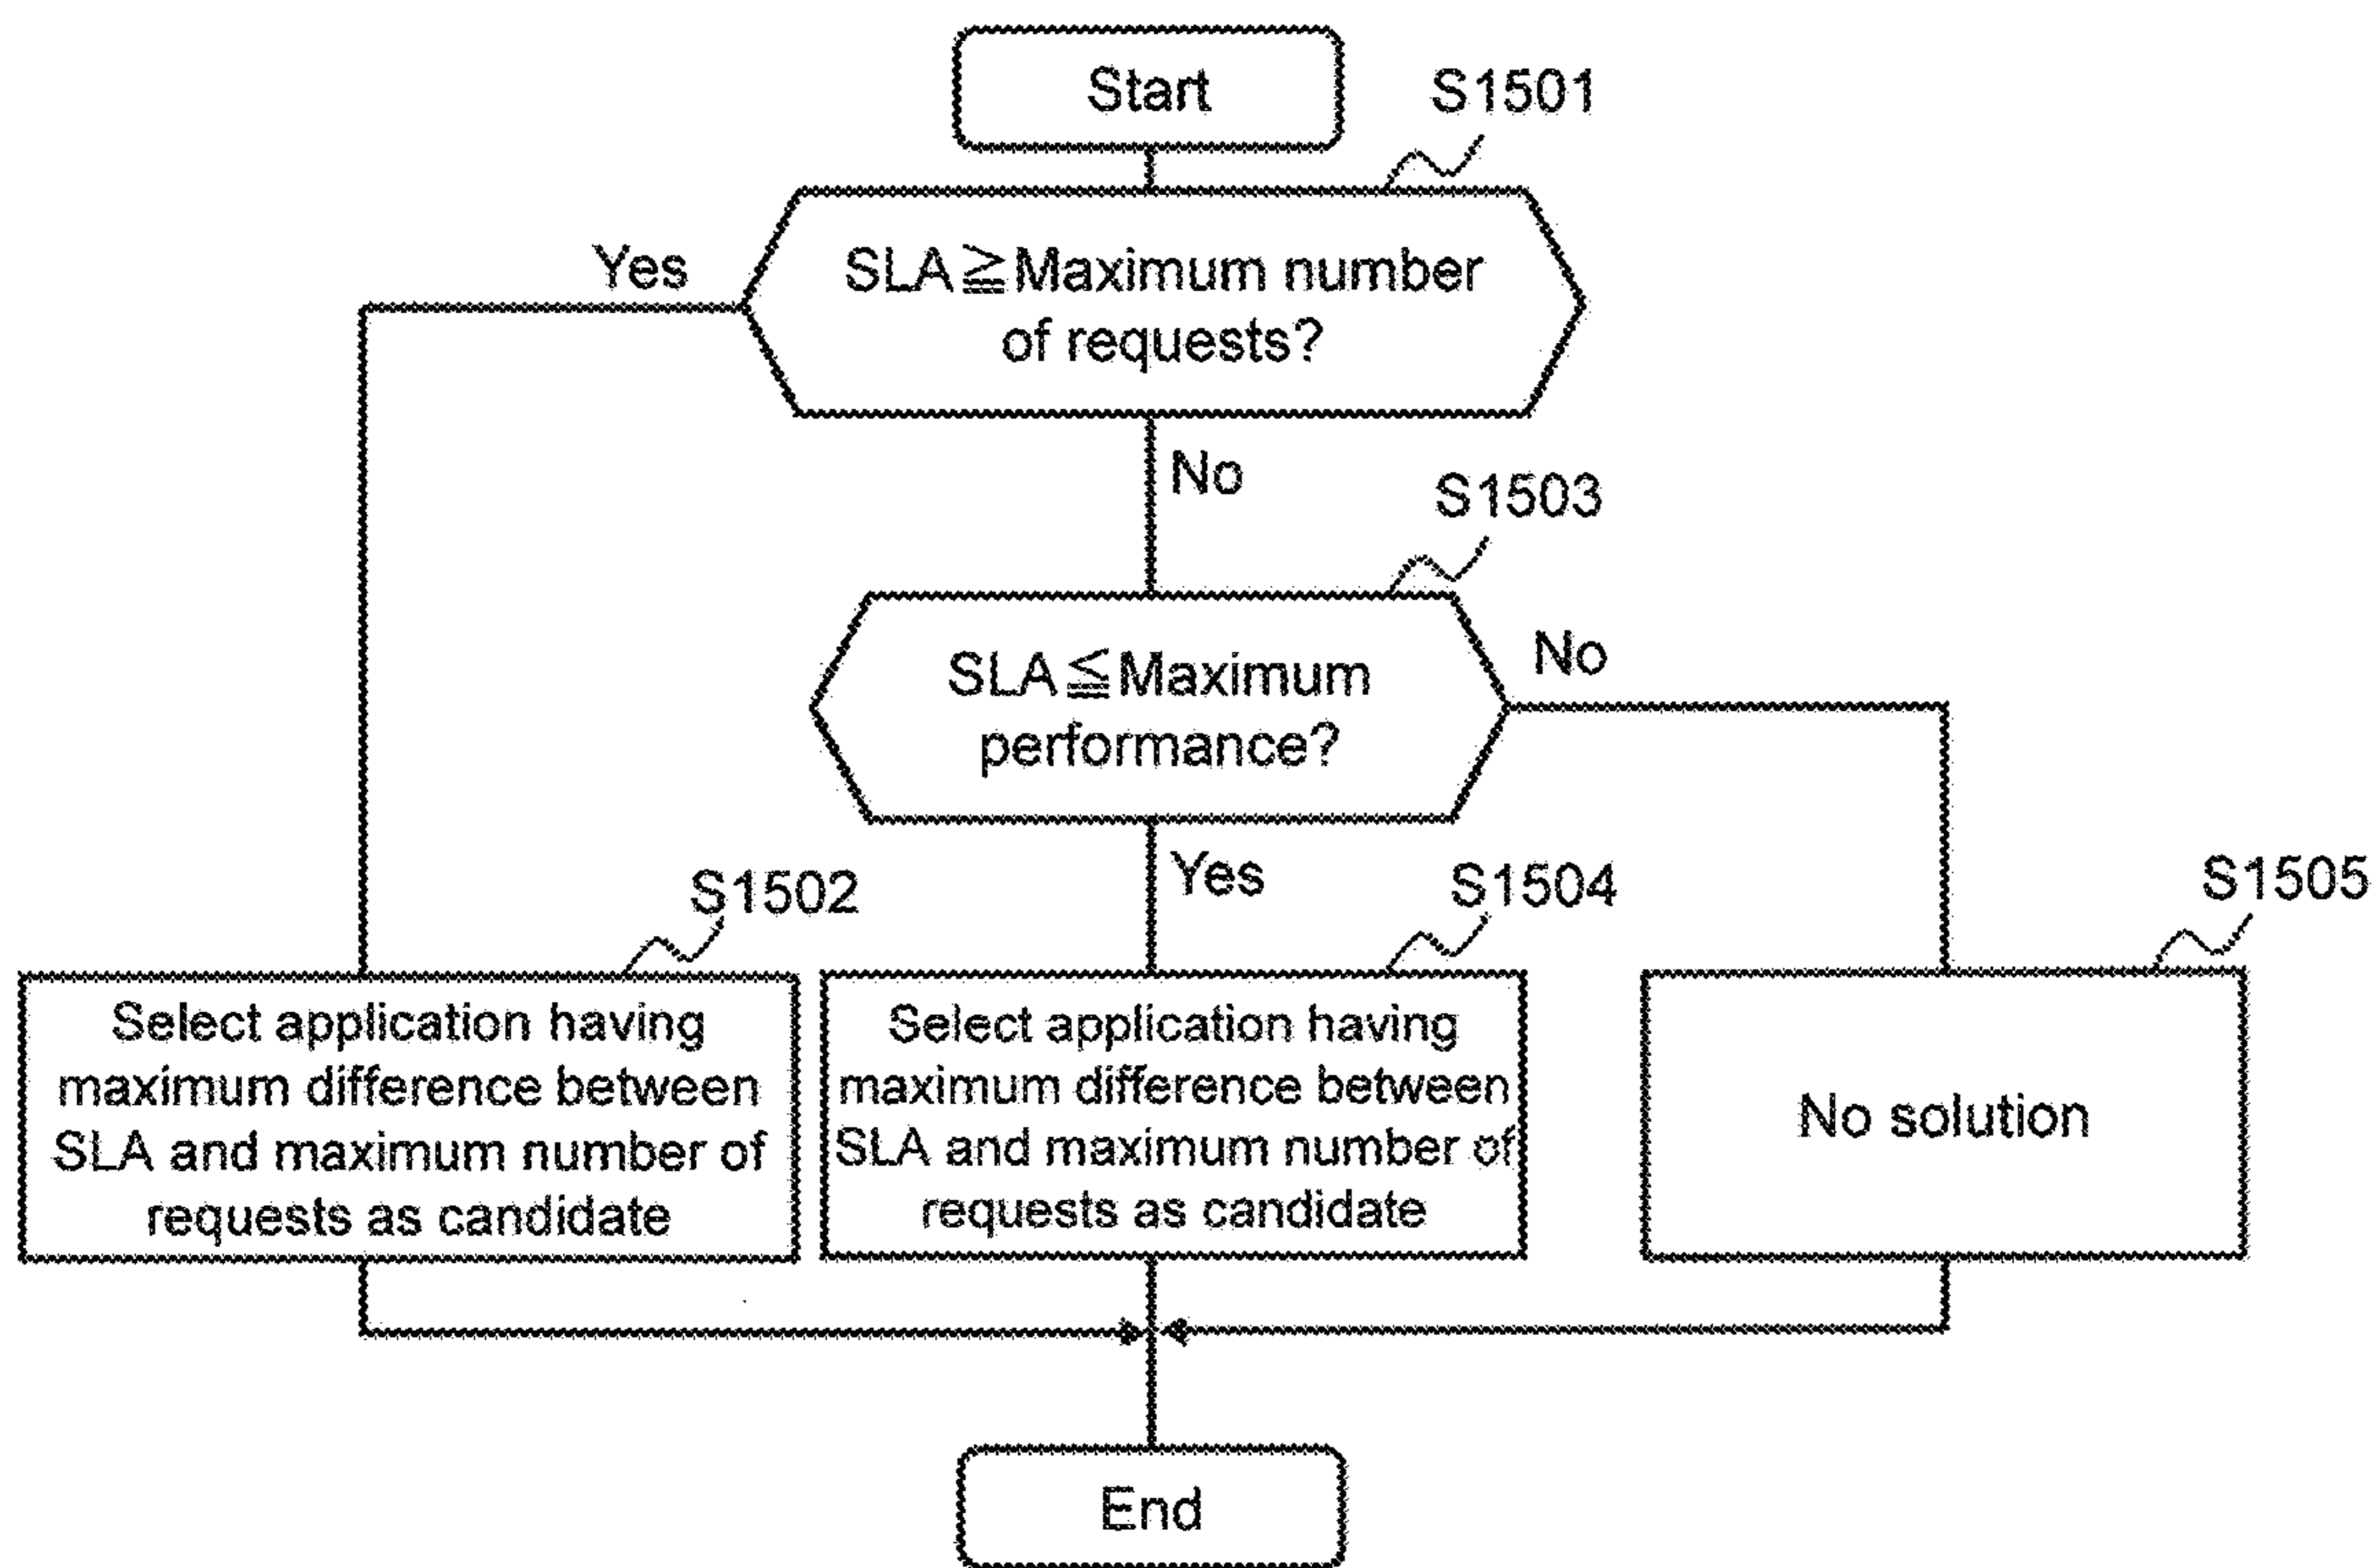 Start
S1501
Yes
SLA≧Maximum number
of requests?
No
S1503
SLA≦Maximum
performance?
No
Yes
S1502
S1504
S1505
Select application having
maximum difference between
SLA and maximum number of
requests as candidate
Select application having
maximum difference between
SLA and maximum number of
requests as candidate
No solution
End